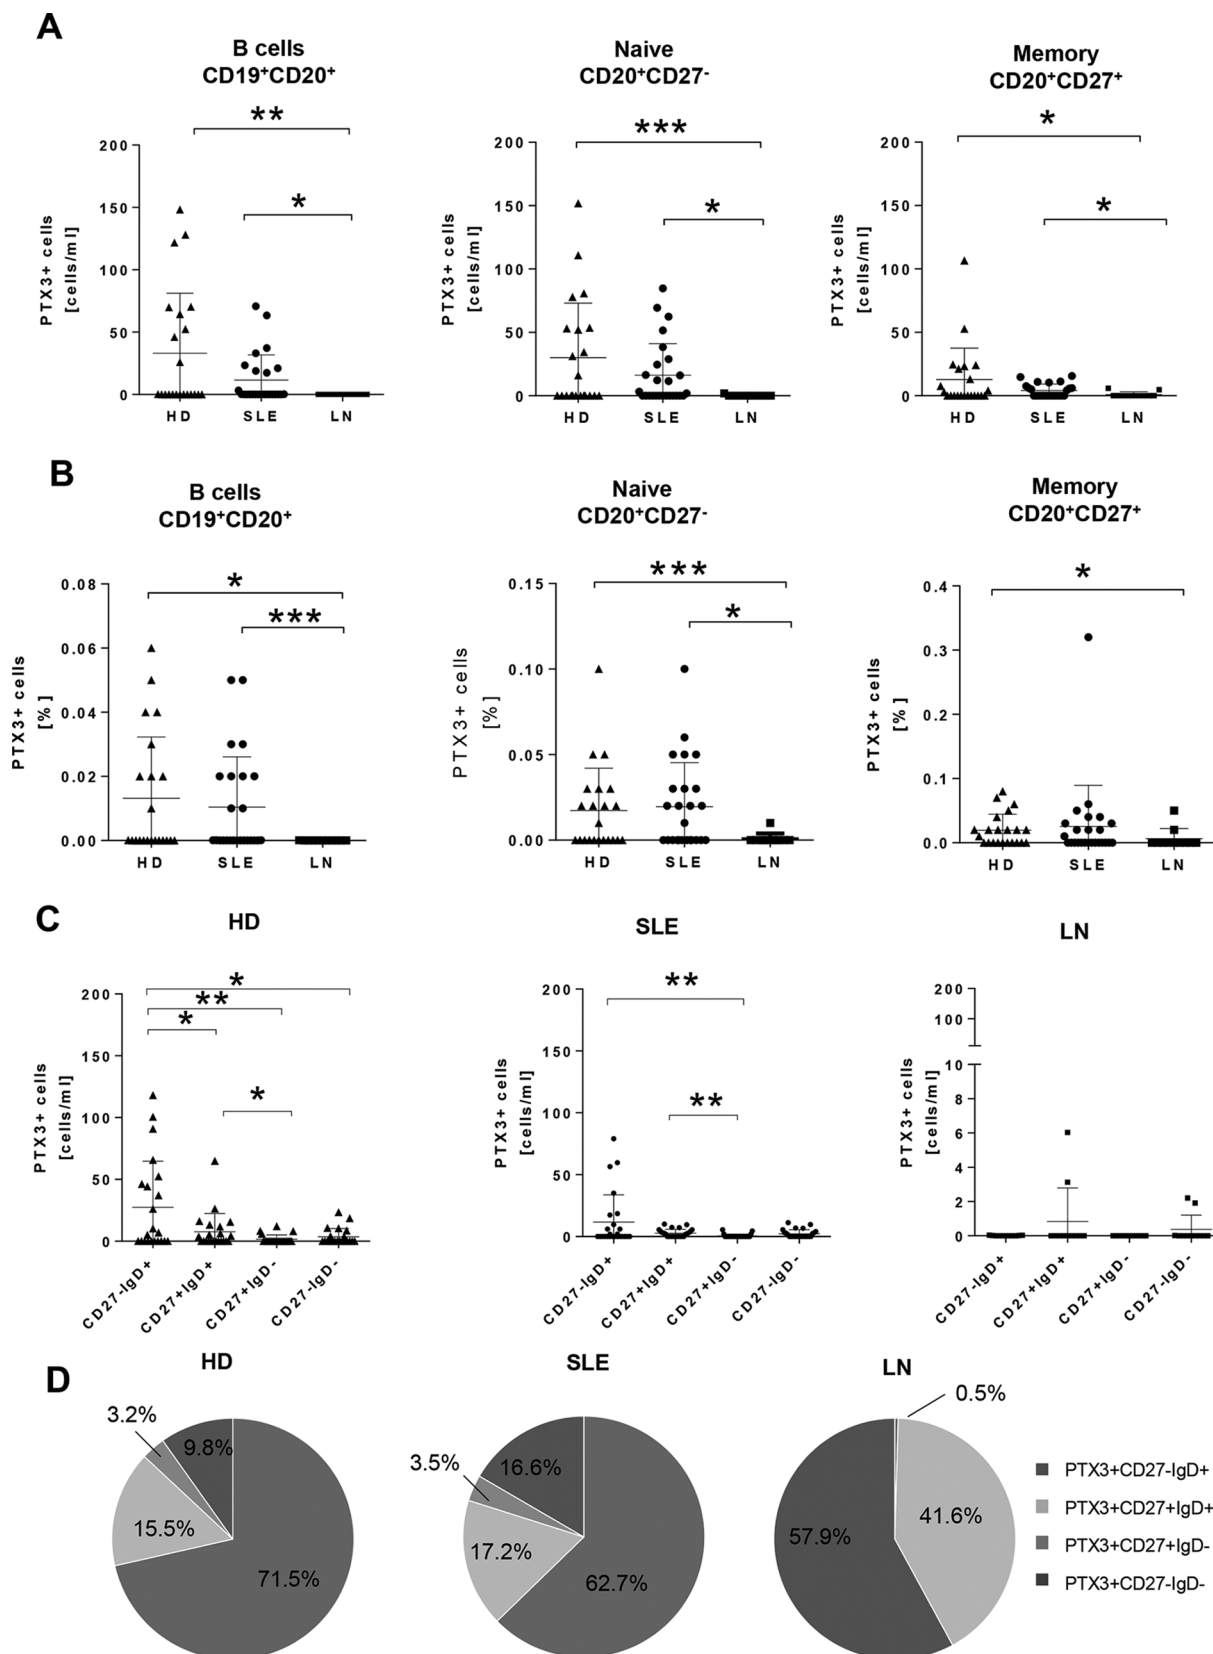 A
B cells
CD19+CD20+
Naive
CD20+CD27-
Memory
CD20+CD27+
**
***
*
*
*
*
PTX3+ cells
[cells/ml]
200
150
100
50
0
HD SLE LN
PTX3+ cells
[cells/ml]
200
150
100
50
0
HD SLE LN
PTX3+ cells
[cells/ml]
200
150
100
50
0
HD SLE LN
B
B cells
CD19+CD20+
Naive
CD20+CD27-
Memory
CD20+CD27+
*
***
***
*
*
PTX3+ cells
[%]
0.08
0.06
0.04
0.02
0.00
HD SLE LN
PTX3+ cells
[%]
0.15
0.10
0.05
0.00
HD SLE LN
PTX3+ cells
[%]
0.4
0.3
0.2
0.1
0.0
HD SLE LN
C
HD
SLE
LN
*
**
*
*
**
**
PTX3+ cells
[cells/ml]
200
150
100
50
0
CD27-IgD+
CD27+IgD+
CD27+IgD-
CD27-IgD-
PTX3+ cells
[cells/ml]
200
150
100
50
0
CD27-IgD+
CD27+IgD+
CD27+IgD-
CD27-IgD-
PTX3+ cells
[cells/ml]
200
100
10
8
6
4
2
0
CD27-IgD+
CD27+IgD+
CD27+IgD-
CD27-IgD-
D
HD
SLE
LN
3.2%
9.8%
15.5%
71.5%
3.5%
16.6%
17.2%
62.7%
0.5%
41.6%
57.9%
PTX3+CD27-IgD+
PTX3+CD27+IgD+
PTX3+CD27+IgD-
PTX3+CD27-IgD-